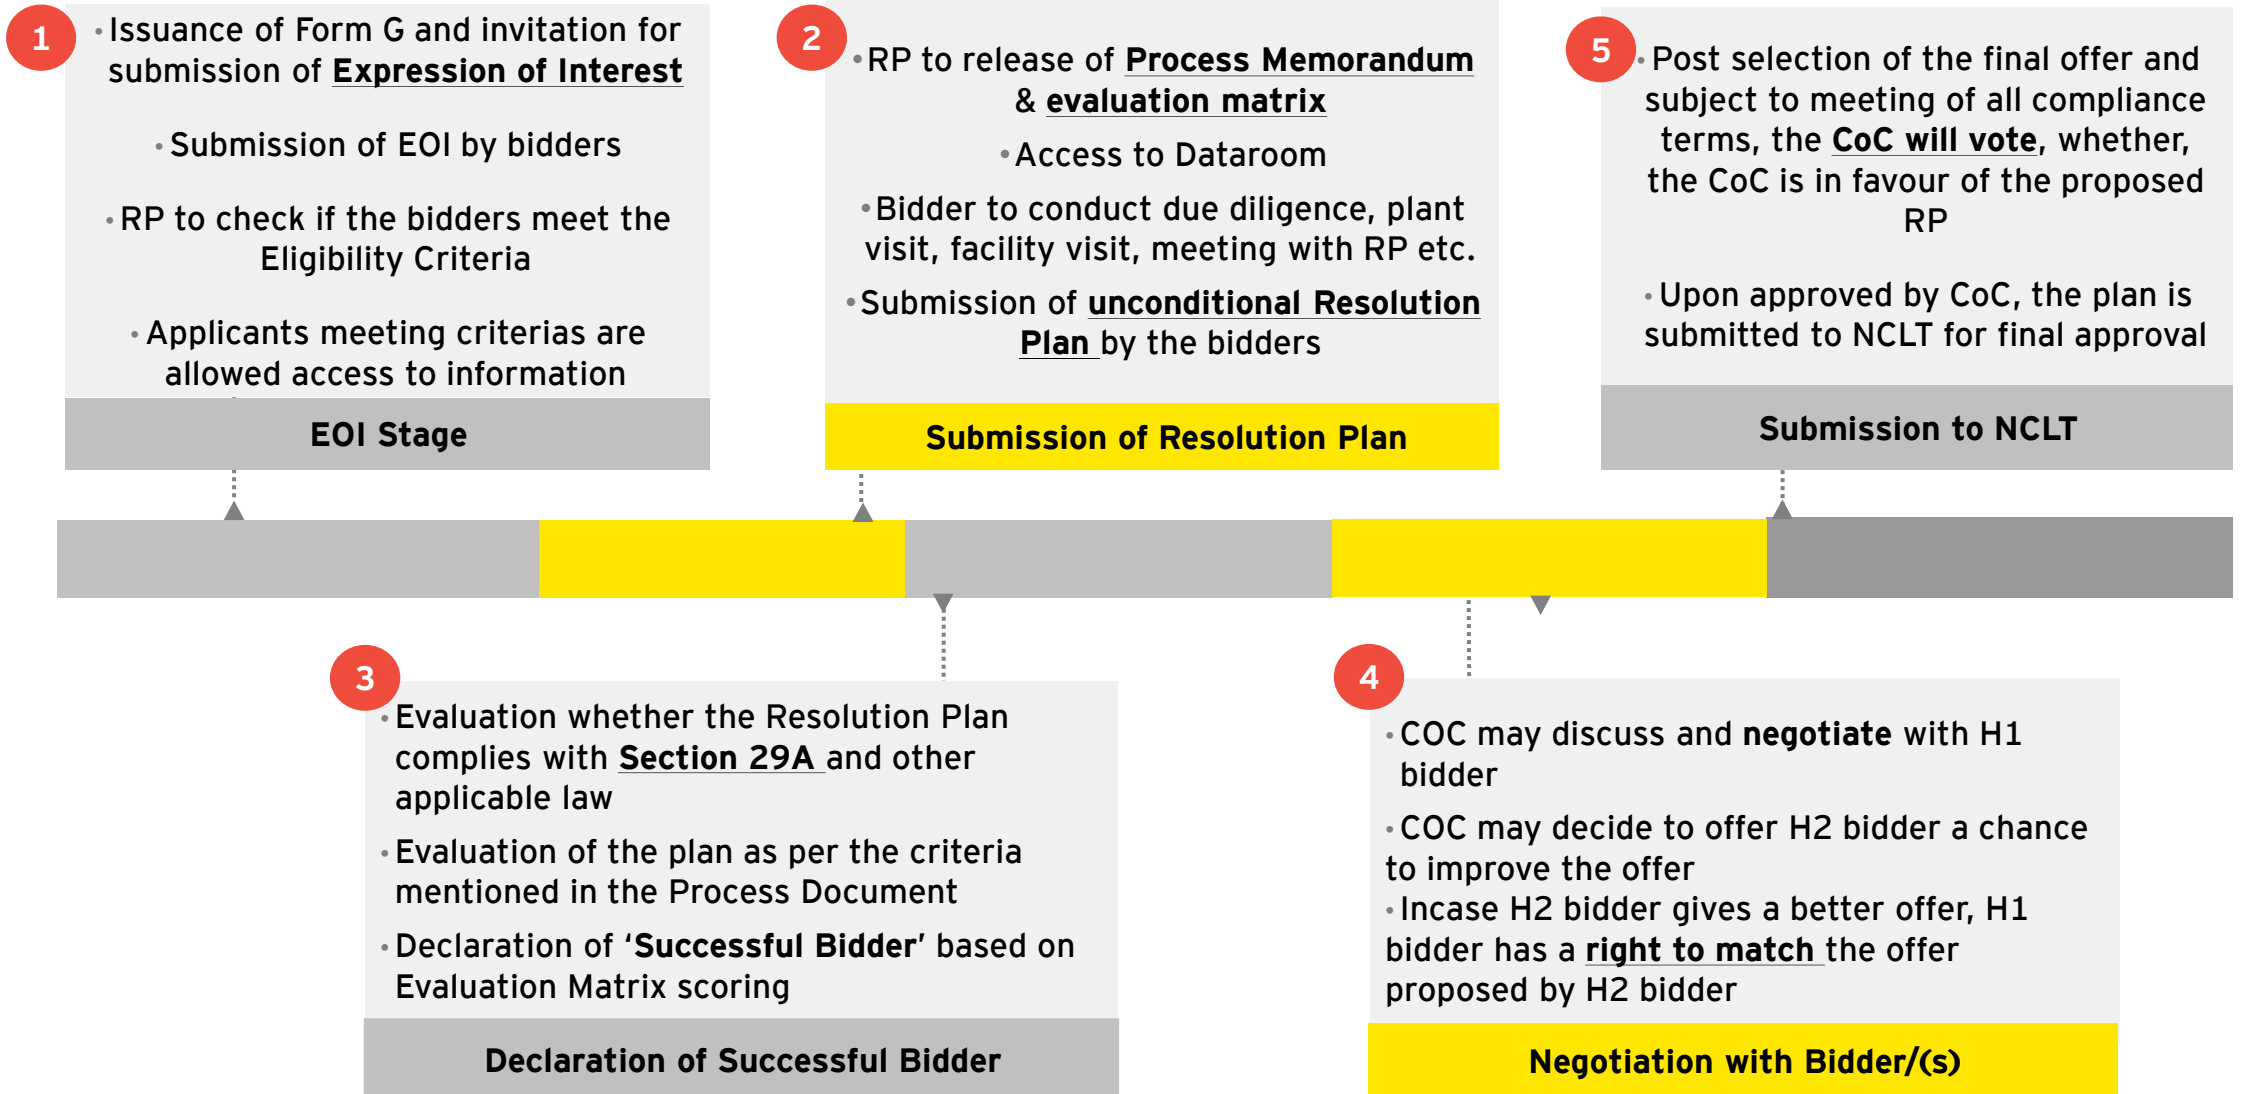 1
• Issuance of Form G and invitation for
submission of Expression of Interest
• Submission of EOI by bidders
• RP to check if the bidders meet the
Eligibility Criteria
• Applicants meeting criterias are
allowed access to information
EOI Stage
2
• RP to release of Process Memorandum
& evaluation matrix
• Access to Dataroom
• Bidder to conduct due diligence, plant
visit, facility visit, meeting with RP etc.
• Submission of unconditional Resolution
Plan by the bidders
Submission of Resolution Plan
3
• Evaluation whether the Resolution Plan
complies with Section 29A and other
applicable law
• Evaluation of the plan as per the criteria
mentioned in the Process Document
• Declaration of ‘Successful Bidder’ based on
Evaluation Matrix scoring
Declaration of Successful Bidder
4
• COC may discuss and negotiate with H1
bidder
• COC may decide to offer H2 bidder a chance
to improve the offer
• Incase H2 bidder gives a better offer, H1
bidder has a right to match the offer
proposed by H2 bidder
Negotiation with Bidder/(s)
5
• Post selection of the final offer and
subject to meeting of all compliance
terms, the CoC will vote, whether,
the CoC is in favour of the proposed
RP
• Upon approved by CoC, the plan is
submitted to NCLT for final approval
Submission to NCLT